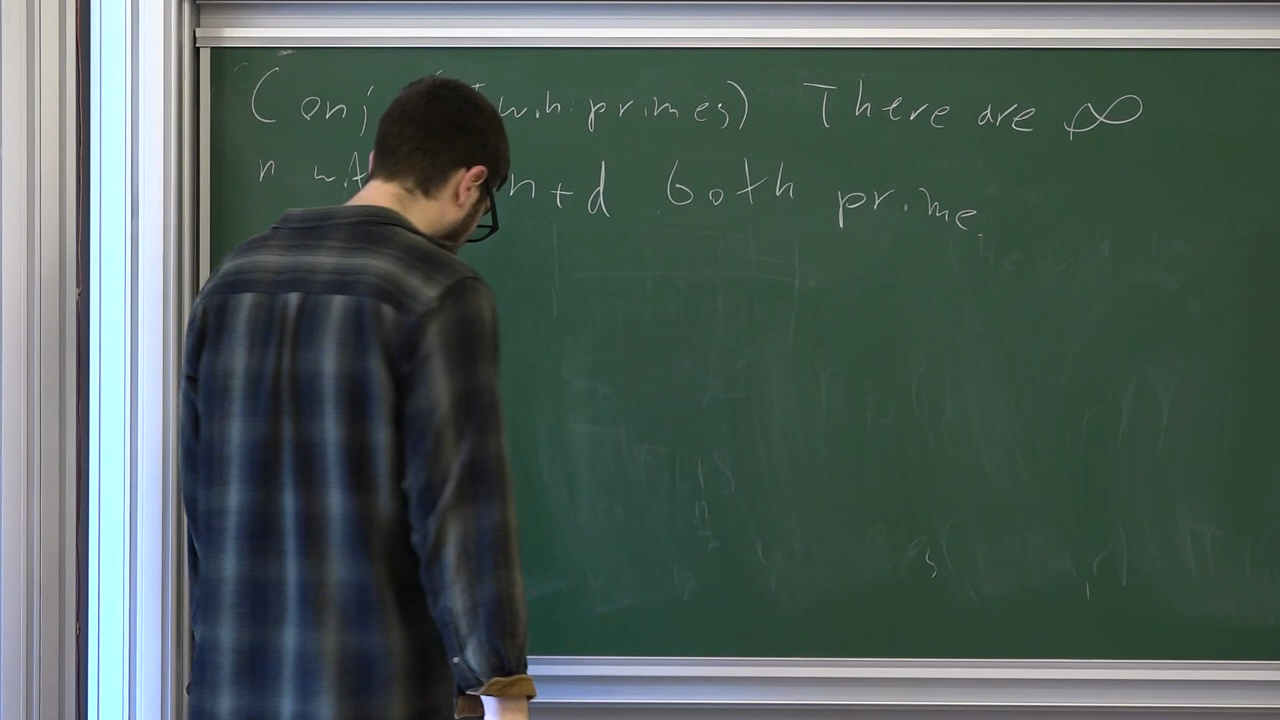 Conj (twin primes) There are ∞
n with n+d both prime.